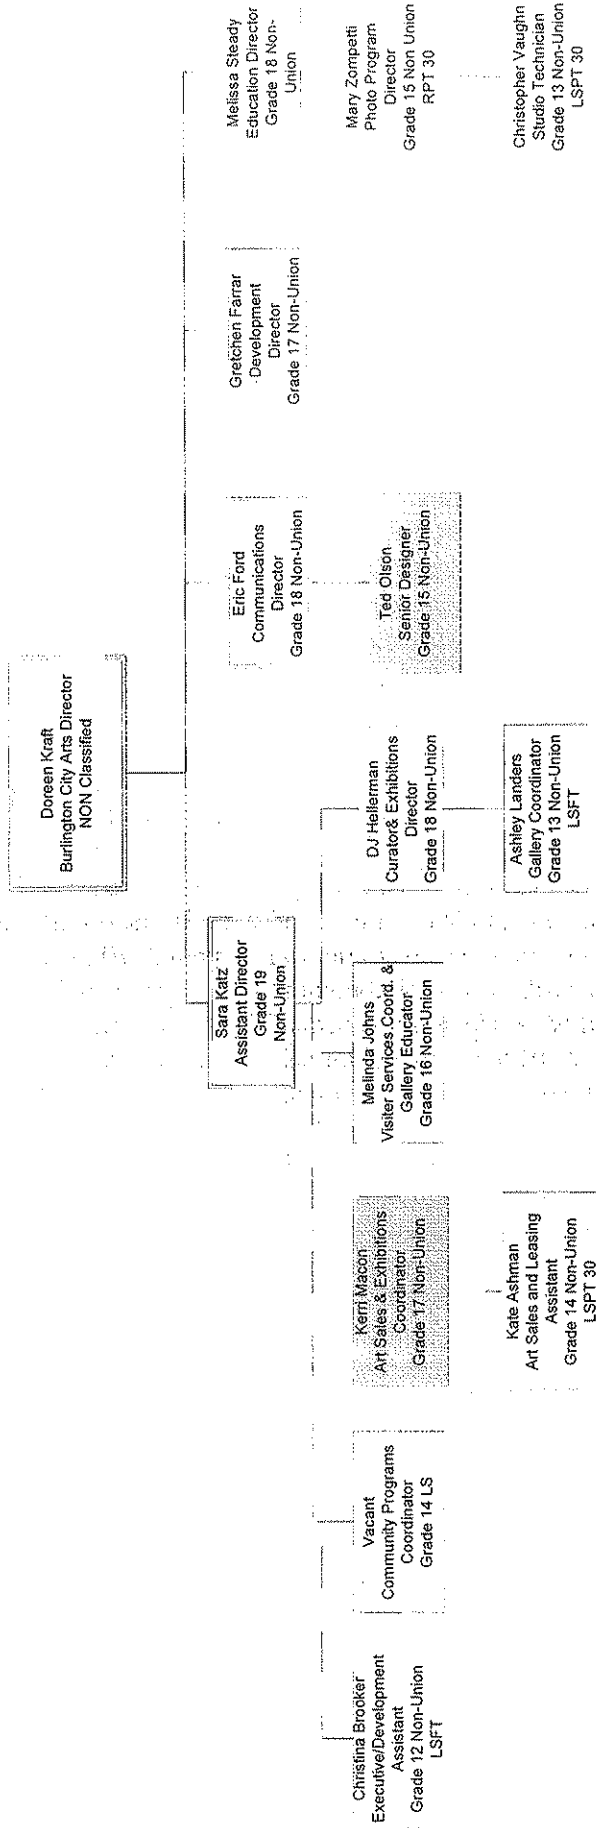 Doreen Kraft
Burlington City Arts Director
NON Classified
Sara Katz
Assistant Director
Grade 19
Non-Union
Eric Ford
Communications
Director
Grade 18 Non-Union
Gretchen Farrar
Development
Director
Grade 17 Non-Union
Melissa Steady
Education Director
Grade 18 Non-
Union
Christina Brooker
Executive/Development
Assistant
Grade 12 Non-Union
LSFT
Vacant
Community Programs
Coordinator
Grade 14 LS
Kerri Macon
Art Sales & Exhibitions
Coordinator
Grade 17 Non-Union
Melinda Johns
Visiter Services Coord. &
Gallery Educator
Grade 16 Non-Union
DJ Hellerman
Curator& Exhibitions
Director
Grade 18 Non-Union
Ted Olson
Senior Designer
Grade 15 Non-Union
Mary Zompetti
Photo Program
Director
Grade 15 Non Union
RPT 30
Kate Ashman
Art Sales and Leasing
Assistant
Grade 14 Non-Union
LSPT 30
Ashley Landers
Gallery Coordinator
Grade 13 Non-Union
LSFT
Christopher Vaughn
Studio Technician
Grade 13 Non-Union
LSPT 30